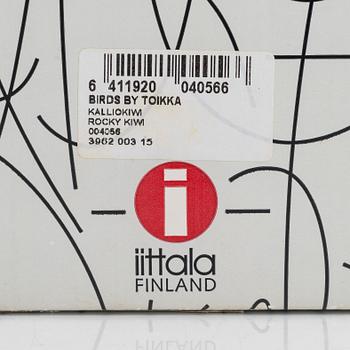 6 411920 040566
BIRDS BY TOIKKA
KALLIOKIWI
ROCKY KIWI
004056
3962 003 15
i
iittala
FINLAND